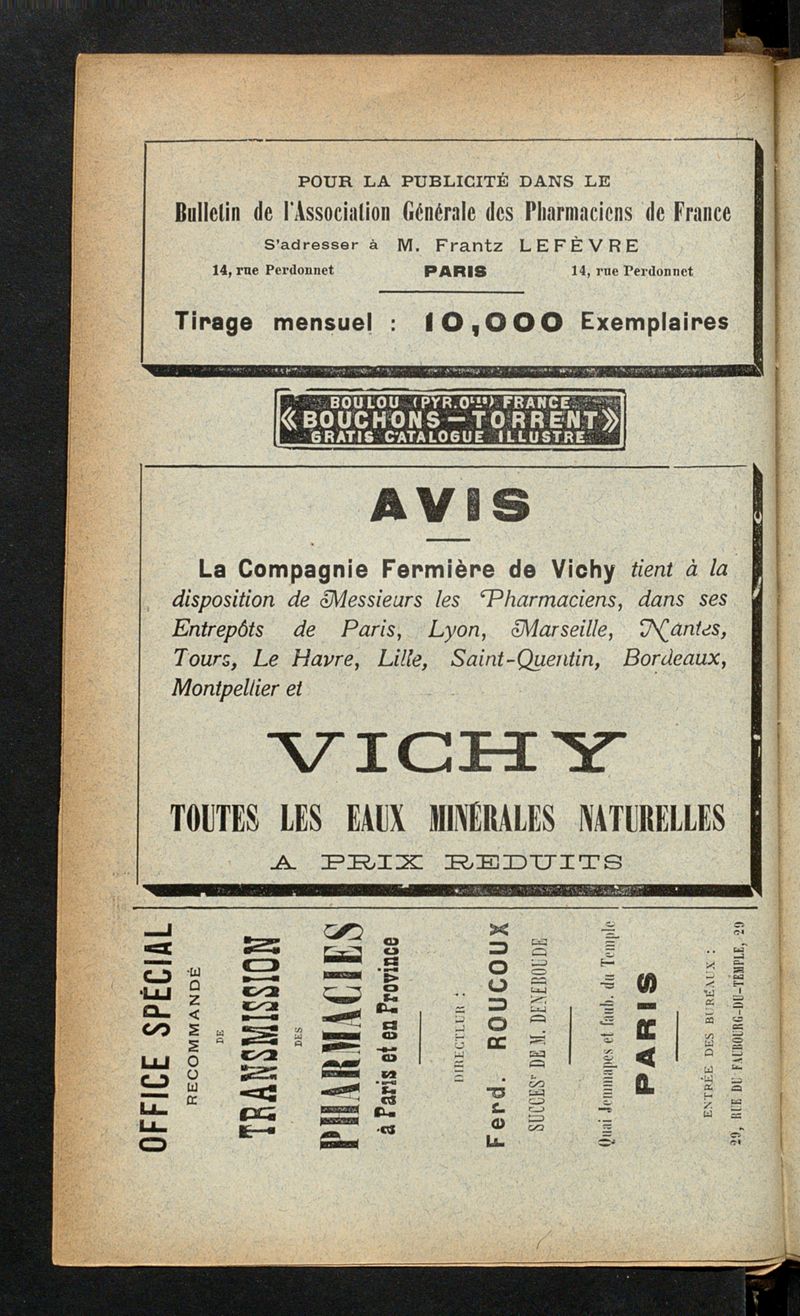 POUR LA PUBLICITÉ DANS LE
Bulletin de l'Association Générale des Pharmaciens de France
S'adresser à M. Frantz LEFÈVRE
14, rue Perdonnet PARIS 14, rue Perdonnet
Tirage mensuel : 10,000 Exemplaires
BOULOU (PYR. Oles) FRANCE
« BOUCHONS–TORRENT »
GRATIS CATALOGUE ILLUSTRE
AVIS
La Compagnie Fermière de Vichy tient à la
disposition de Messieurs les Pharmaciens, dans ses
Entrepôts de Paris, Lyon, Marseille, Nantes,
Tours, Le Havre, Lille, Saint-Quentin, Bordeaux,
Montpellier et
VICHY
TOUTES LES EAUX MINÉRALES NATURELLES
A PRIX REDUITS
OFFICE SPÉCIAL
RECOMMANDÉ
DE
TRANSMISSION
DES
PHARMACIES
à Paris et en Province
DIRECTEUR :
Ferd. ROUCOUX
SUCCESr DE M. DENEBOUDE
Quai Jemmapes et faub. du Temple
PARIS
ENTRÉE DES BUREAUX :
29, RUE DU FAUBOURG-DU-TEMPLE, 29